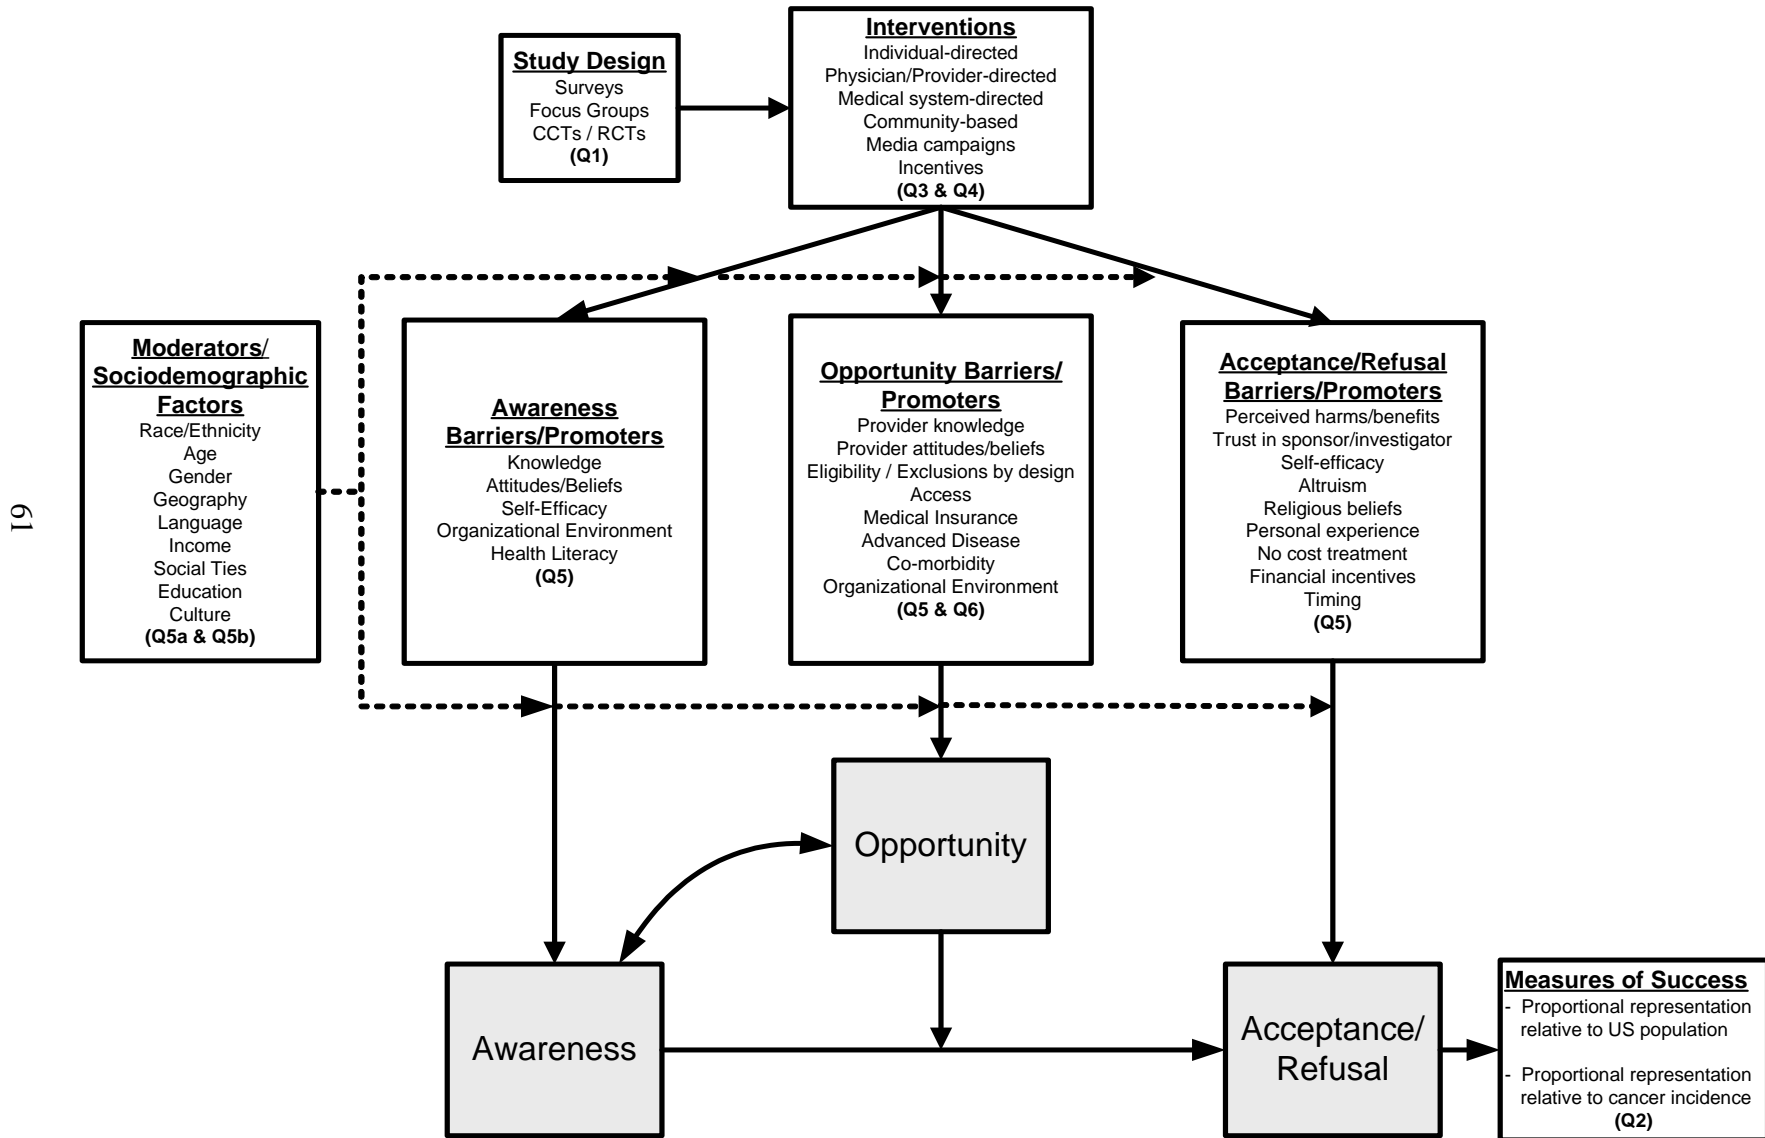 Interventions
Individual-directed
Physician/Provider-directed
Medical system-directed
Community-based
Media campaigns
Incentives
(Q3 & Q4)
Study Design
Surveys
Focus Groups
CCTs / RCTs
(Q1)
Moderators/
Sociodemographic
Factors
Race/Ethnicity
Age
Gender
Geography
Language
Income
Social Ties
Education
Culture
(Q5a & Q5b)
Awareness
Barriers/Promoters
Knowledge
Attitudes/Beliefs
Self-Efficacy
Organizational Environment
Health Literacy
(Q5)
Opportunity Barriers/
Promoters
Provider knowledge
Provider attitudes/beliefs
Eligibility / Exclusions by design
Access
Medical Insurance
Advanced Disease
Co-morbidity
Organizational Environment
(Q5 & Q6)
Acceptance/Refusal
Barriers/Promoters
Perceived harms/benefits
Trust in sponsor/investigator
Self-efficacy
Altruism
Religious beliefs
Personal experience
No cost treatment
Financial incentives
Timing
(Q5)
61
Opportunity
Awareness
Acceptance/
Refusal
Measures of Success
- Proportional representation
relative to US population
- Proportional representation
relative to cancer incidence
(Q2)